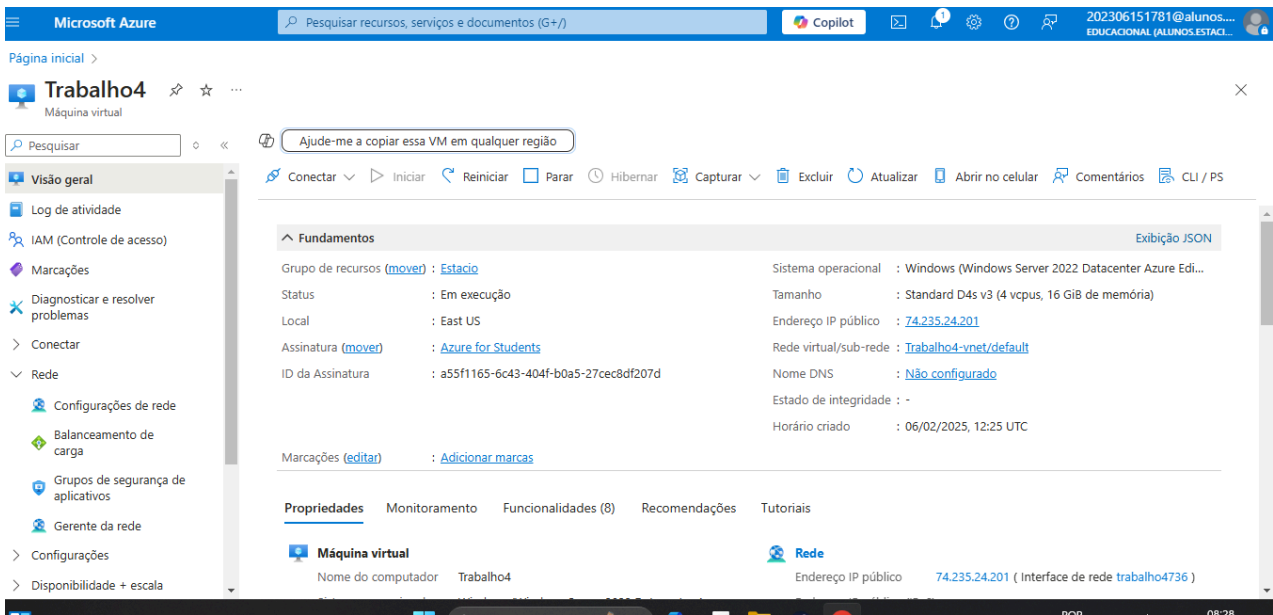 Microsoft Azure
Pesquisar recursos, serviços e documentos (G+/)
Copilot
1
202306151781@alunos....
EDUCACIONAL (ALUNOS.ESTACI...
Página inicial >
Trabalho4
Máquina virtual
Pesquisar
Ajude-me a copiar essa VM em qualquer região
Conectar Iniciar Reiniciar Parar Hibernar Capturar Excluir Atualizar Abrir no celular Comentários CLI / PS
Visão geral
Log de atividade
IAM (Controle de acesso)
Marcações
Diagnosticar e resolver
problemas
Conectar
Rede
Configurações de rede
Balanceamento de
carga
Grupos de segurança de
aplicativos
Gerente da rede
Configurações
Disponibilidade + escala
Fundamentos
Exibição JSON
Grupo de recursos (mover) : Estacio
Status : Em execução
Local : East US
Assinatura (mover) : Azure for Students
ID da Assinatura : a55f1165-6c43-404f-b0a5-27cec8df207d
Sistema operacional : Windows (Windows Server 2022 Datacenter Azure Edi...
Tamanho : Standard D4s v3 (4 vcpus, 16 GiB de memória)
Endereço IP público : 74.235.24.201
Rede virtual/sub-rede : Trabalho4-vnet/default
Nome DNS : Não configurado
Estado de integridade : -
Horário criado : 06/02/2025, 12:25 UTC
Marcações (editar) : Adicionar marcas
Propriedades Monitoramento Funcionalidades (8) Recomendações Tutoriais
Máquina virtual
Nome do computador Trabalho4
Rede
Endereço IP público 74.235.24.201 ( Interface de rede trabalho4736 )
POR
08:28